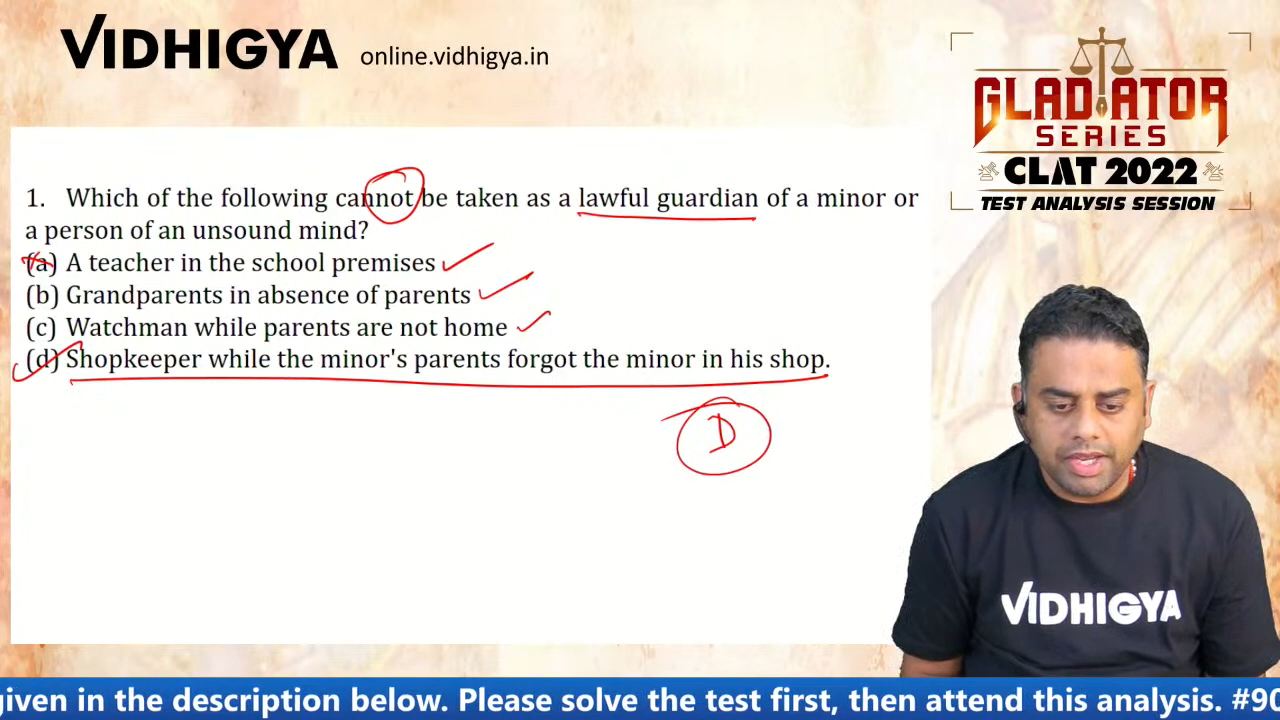 VIDHIGYA online.vidhigya.in
GLADIATOR
SERIES
CLAT 2022
TEST ANALYSIS SESSION
1. Which of the following cannot be taken as a lawful guardian of a minor or
a person of an unsound mind?
(a) A teacher in the school premises
(b) Grandparents in absence of parents
(c) Watchman while parents are not home
(d) Shopkeeper while the minor's parents forgot the minor in his shop.
D
VIDHIGYA
given in the description below. Please solve the test first, then attend this analysis. #90